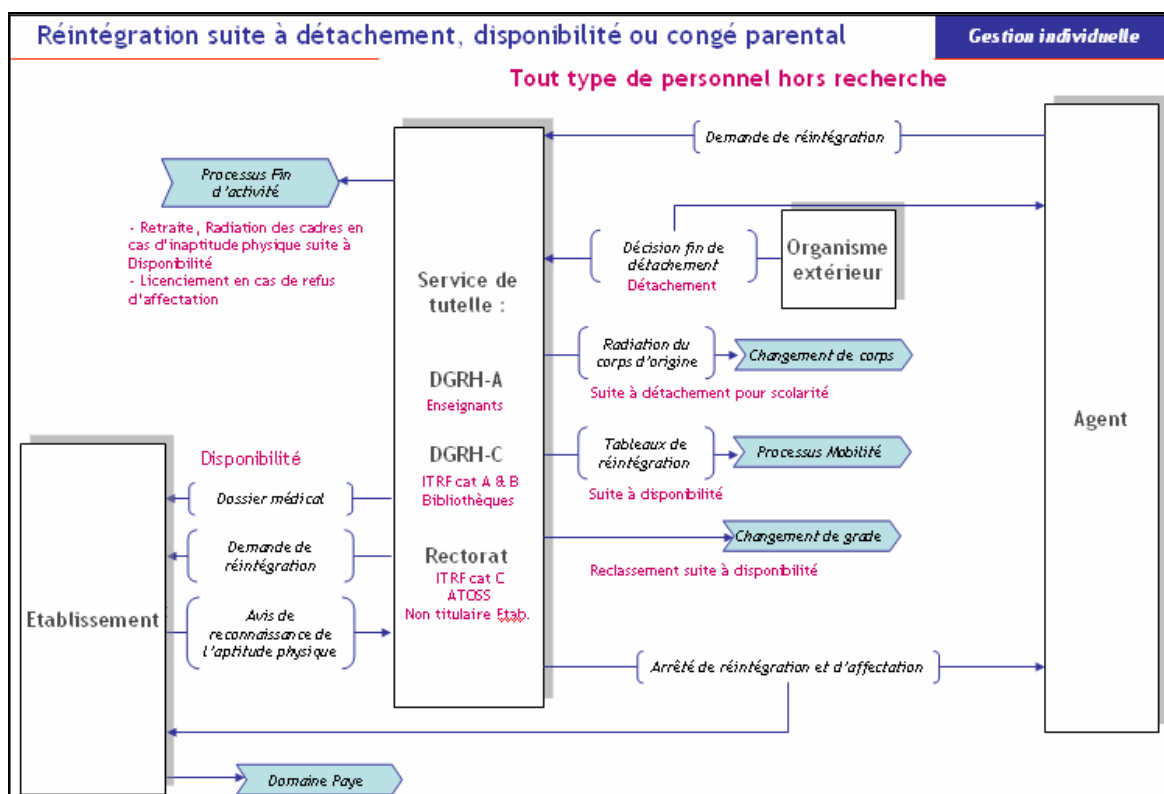 Réintégration suite à détachement, disponibilité ou congé parental
Gestion individuelle
Tout type de personnel hors recherche
Demande de réintégration
Processus Fin
d'activité
- Retraite, Radiation des cadres en
cas d'inaptitude physique suite à
Disponibilité
- Licenciement en cas de refus
d'affectation
Décision fin de
détachement
Détachement
Organisme
extérieur
Service de
tutelle :
DGRH-A
Enseignants
DGRH-C
ITRF cat A & B
Bibliothèques
Rectorat
ITRF cat C
ATOSS
Non titulaire Etab.
Radiation du
corps d'origine
Changement de corps
Suite à détachement pour scolarité
Agent
Tableaux de
réintégration
Processus Mobilité
Suite à disponibilité
Changement de grade
Reclassement suite à disponibilité
Disponibilité
Dossier médical
Demande de
réintégration
Etablissement
Avis de
reconnaissance de
l'aptitude physique
Arrêté de réintégration et d'affectation
Domaine Paye